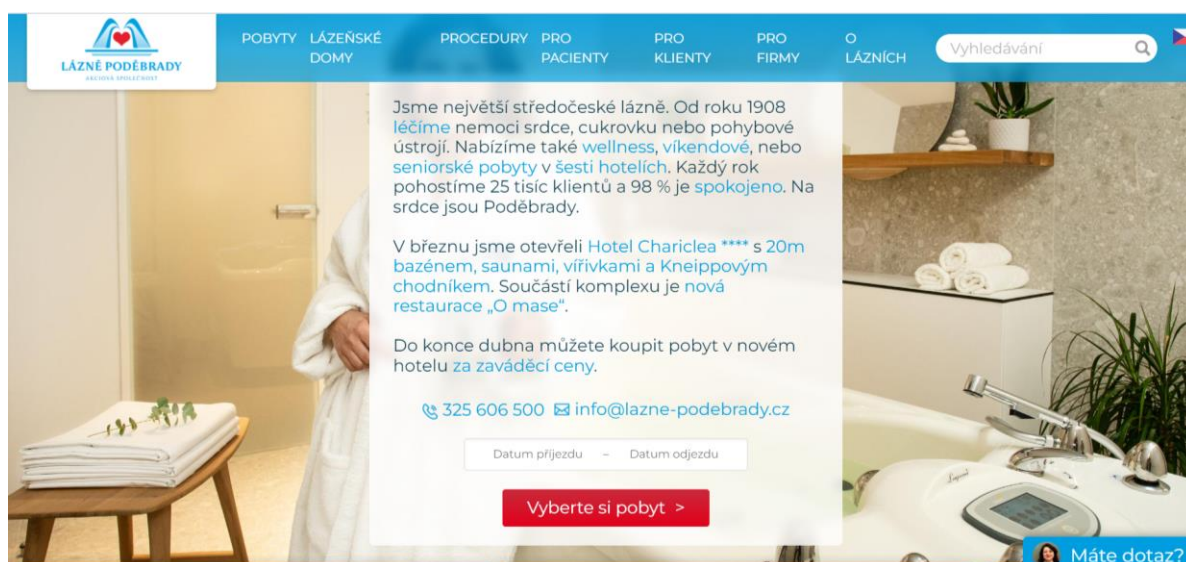 LÁZNĚ PODĚBRADY
AKCIOVÁ SPOLEČNOST
POBYTY
LÁZEŇSKÉ
DOMY
PROCEDURY
PRO
PACIENTY
PRO
KLIENTY
PRO
FIRMY
O
LÁZNÍCH
Vyhledávání
Jsme největší středočeské lázně. Od roku 1908
léčíme nemoci srdce, cukrovku nebo pohybové
ústrojí. Nabízíme také wellness, víkendové, nebo
seniorské pobyty v šesti hotelích. Každý rok
pohostíme 25 tisíc klientů a 98 % je spokojeno. Na
srdce jsou Poděbrady.
V březnu jsme otevřeli Hotel Chariclea **** s 20m
bazénem, saunami, vířivkami a Kneippovým
chodníkem. Součástí komplexu je nová
restaurace „O mase“.
Do konce dubna můžete koupit pobyt v novém
hotelu za zaváděcí ceny.
325 606 500 info@lazne-podebrady.cz
Datum příjezdu – Datum odjezdu
Vyberte si pobyt >
Máte dotaz?